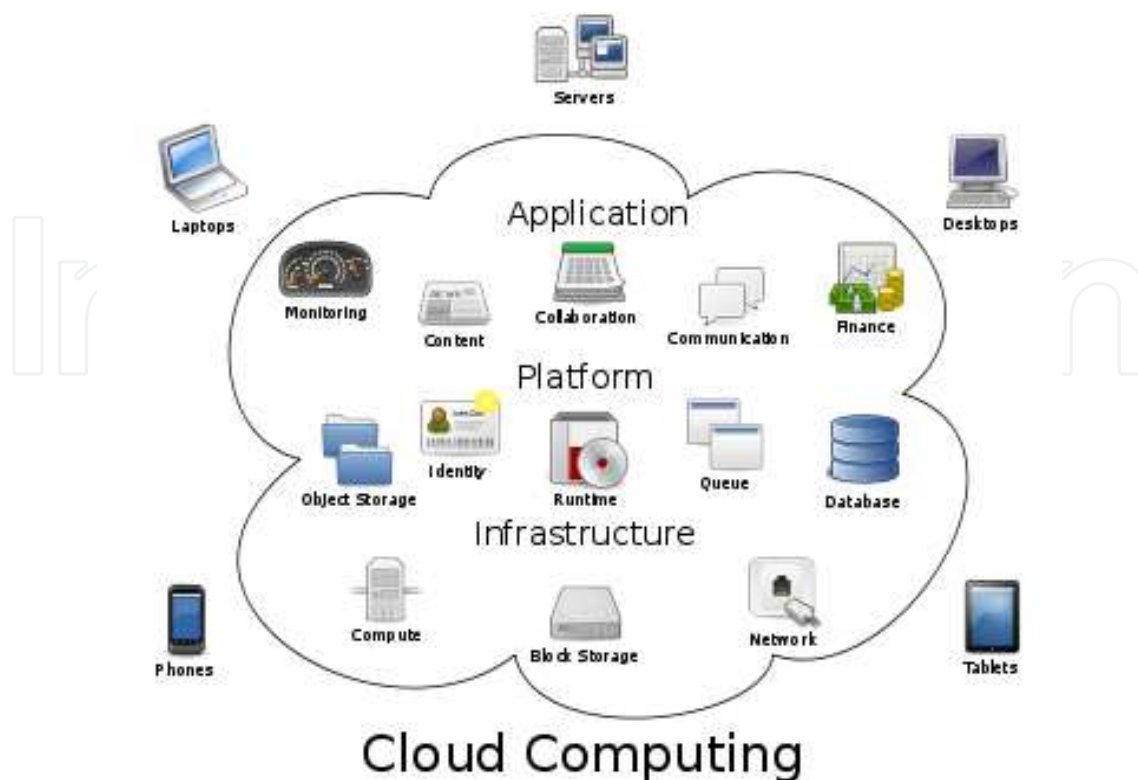 Servers
Laptops
Desktops
Application
Monitoring
Content
Collaboration
Communication
Finance
Platform
Object Storage
Identity
Runtime
Queue
Database
Infrastructure
Compute
Block Storage
Network
Phones
Tablets
Cloud Computing